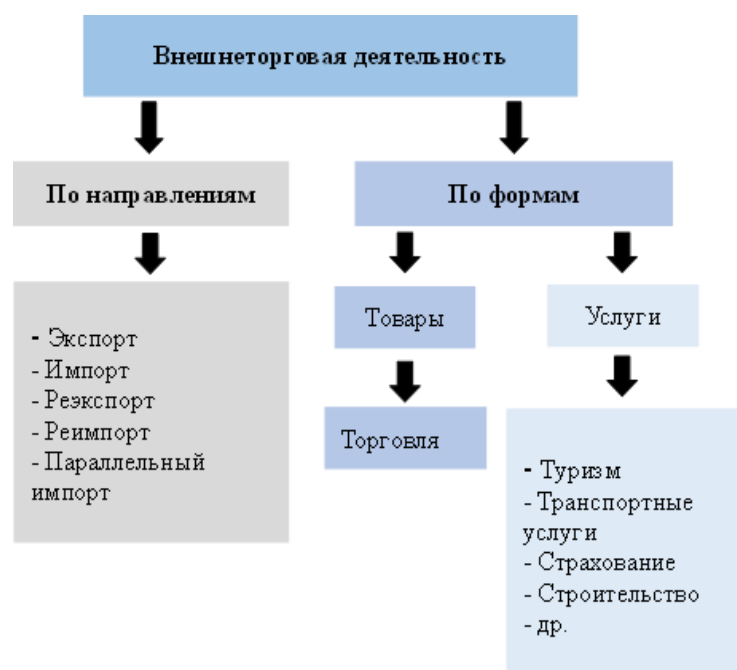 Внешнеторговая деятельность
По направлениям
По формам
- Экспорт
- Импорт
- Реэкспорт
- Реимпорт
- Параллельный
импорт
Товары
Услуги
Торговля
- Туризм
- Транспортные
услуги
- Страхование
- Строительство
- др.